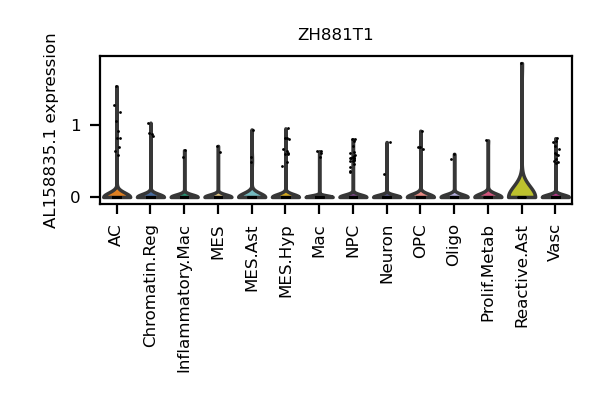 ZH881T1
AL158835.1 expression
1
0
AC
Chromatin.Reg
Inflammatory.Mac
MES
MES.Ast
MES.Hyp
Mac
NPC
Neuron
OPC
Oligo
Prolif.Metab
Reactive.Ast
Vasc